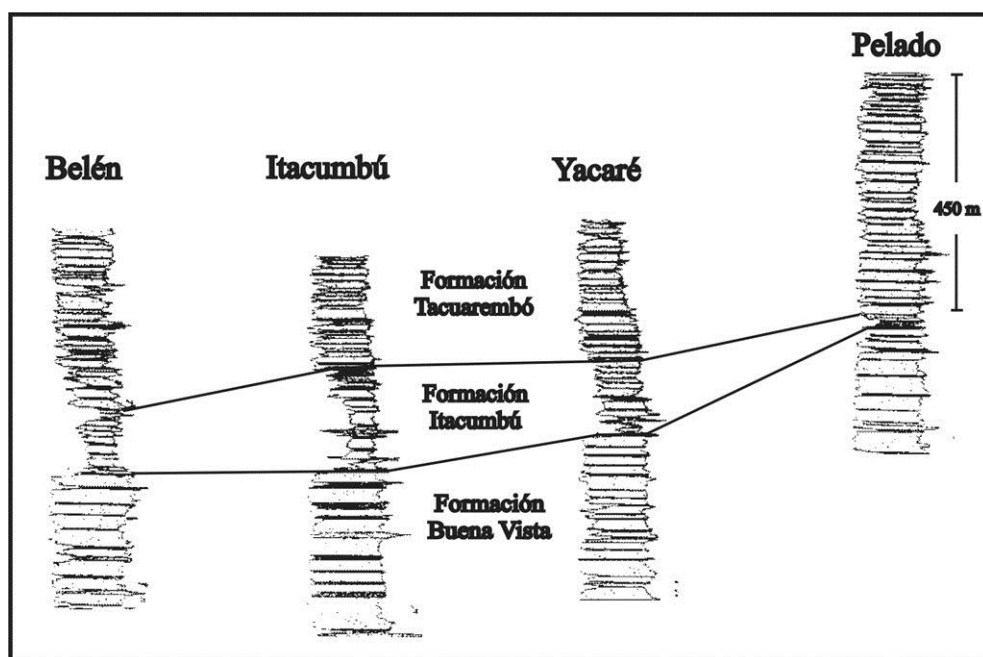 Pelado
Belén
Itacumbú
Yacaré
450 m
Formación
Tacuarembó
Formación
Itacumbú
Formación
Buena Vista